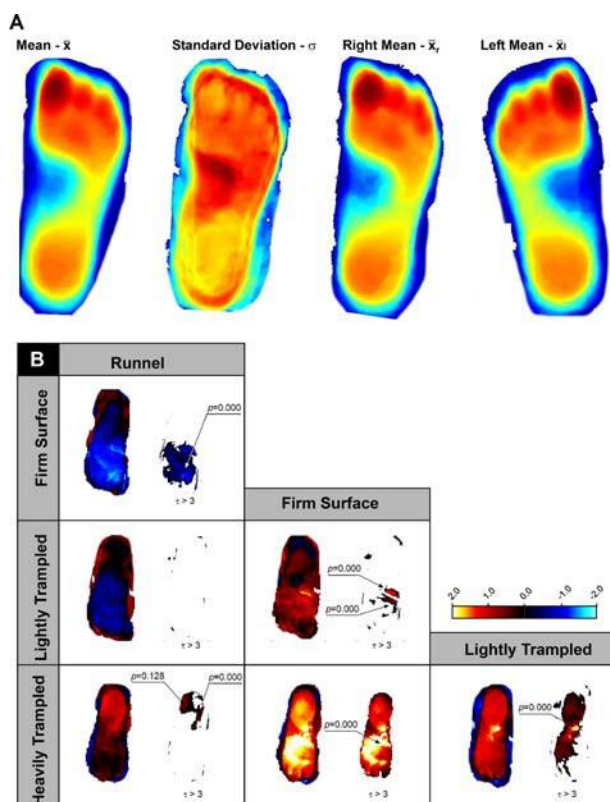 A
Mean - x̄
Standard Deviation - σ
Right Mean - x̄r
Left Mean - x̄l
B
Runnel
Firm Surface
p=0.000
τ > 3
Firm Surface
Lightly Trampled
τ > 3
p=0.000
p=0.000
τ > 3
2.0 1.0 0.0 -1.0 -2.0
Lightly Trampled
Heavily Trampled
p=0.128
p=0.000
τ > 3
p=0.000
τ > 3
p=0.000
τ > 3